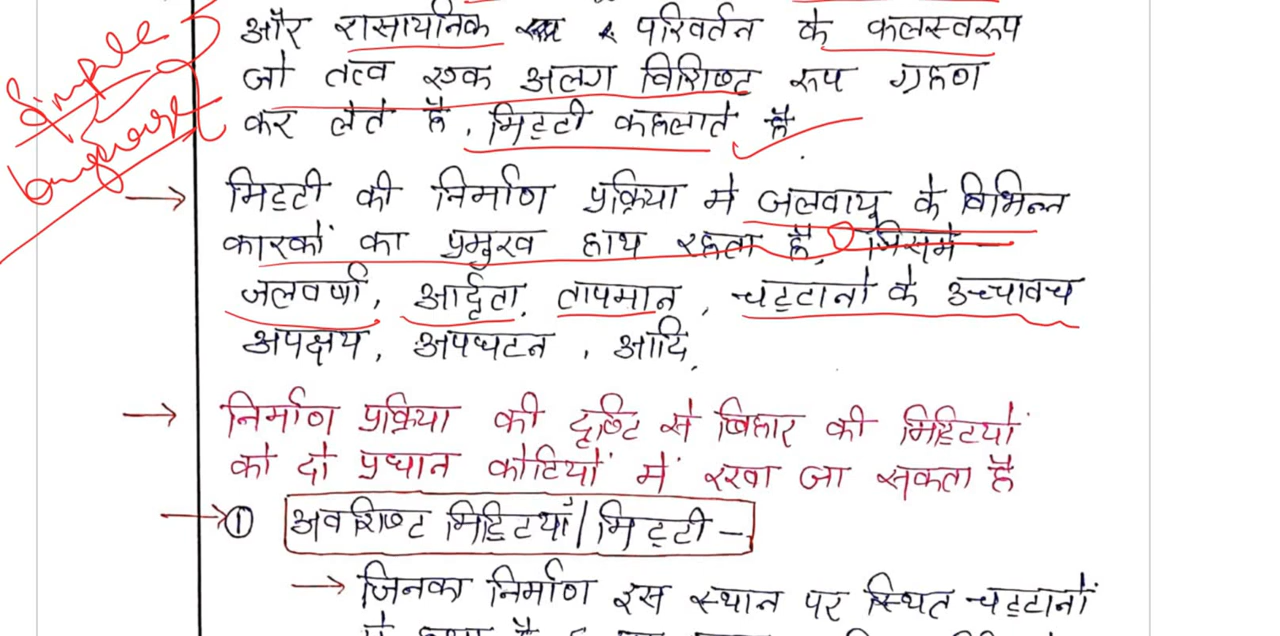 और रासायनिक परिवर्तन के फलस्वरूप
जो तत्व एक अलग विशिष्ट रूप ग्रहण
कर लेते है, मिट्टी कहलाते है.
Simple
→ मिट्टी की निर्माण प्रक्रिया मे जलवायु के विभिन्न
कारकों का प्रमुख हाथ रहता है, जिसमे
जलवर्षा, आर्द्रता, तापमान, चट्टानो के उच्चावच
अपक्षय, अपघटन, आदि,
→ निर्माण प्रक्रिया की दृष्टि से बिहार की मिट्टियों
को दो प्रधान कोटियों में रखा जा सकता है
→ ① अवशिष्ट मिट्टियाँ/मिट्टी –
→ जिनका निर्माण इस स्थान पर स्थित चट्टानों